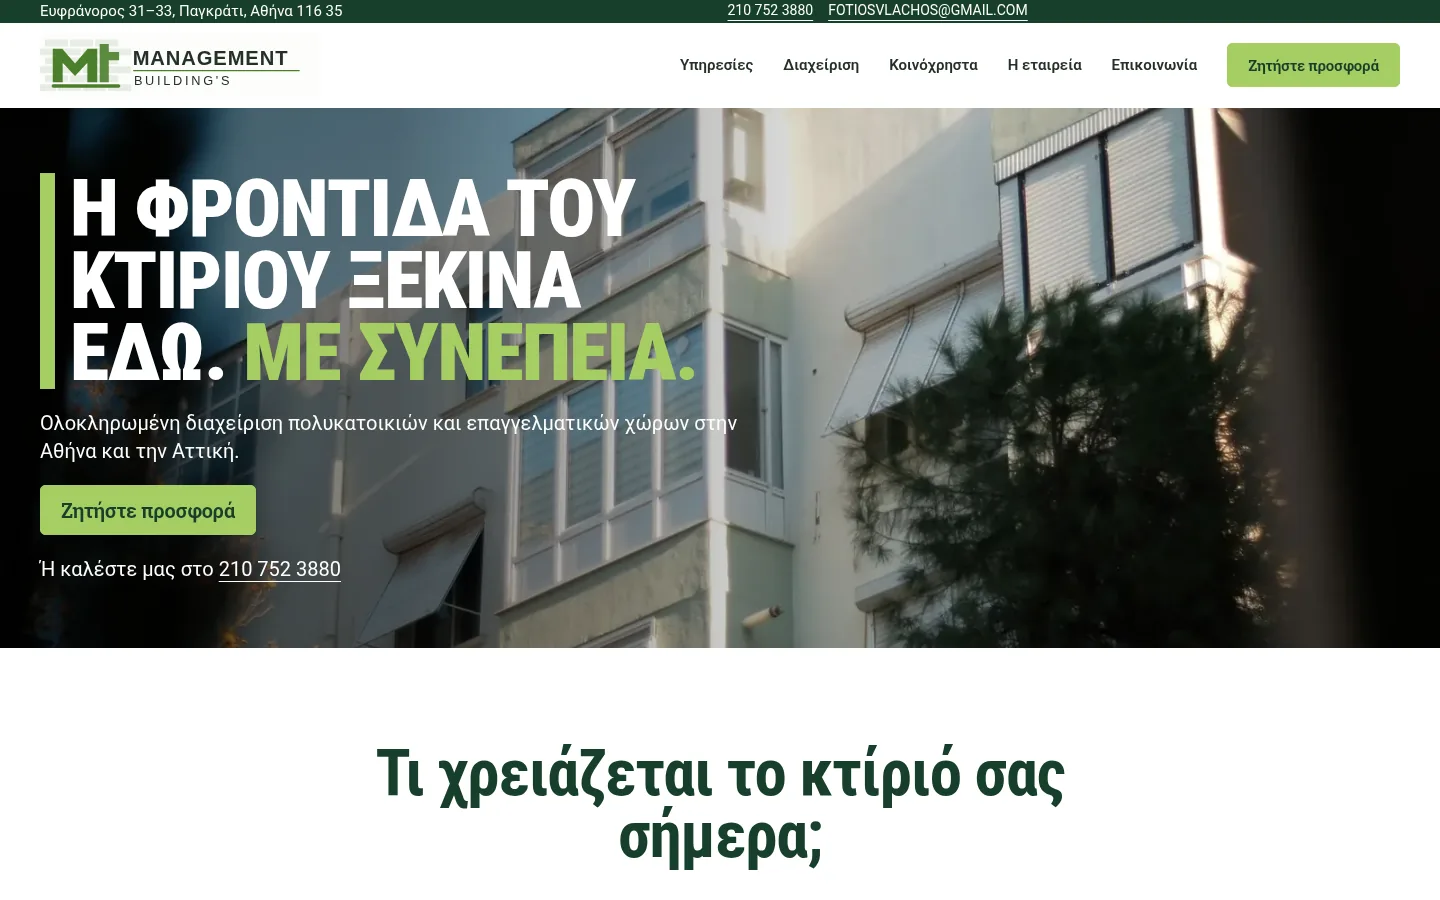 Ευφράνορος 31–33, Παγκράτι, Αθήνα 116 35
210 752 3880 FOTIOSVLACHOS@GMAIL.COM
Mt MANAGEMENT
BUILDING'S
Υπηρεσίες Διαχείριση Κοινόχρηστα Η εταιρεία Επικοινωνία Ζητήστε προσφορά
Η ΦΡΟΝΤΙΔΑ ΤΟΥ
ΚΤΙΡΙΟΥ ΞΕΚΙΝΑ
ΕΔΩ. ΜΕ ΣΥΝΕΠΕΙΑ.
Ολοκληρωμένη διαχείριση πολυκατοικιών και επαγγελματικών χώρων στην
Αθήνα και την Αττική.
Ζητήστε προσφορά
Ή καλέστε μας στο 210 752 3880
Τι χρειάζεται το κτίριό σας
σήμερα;